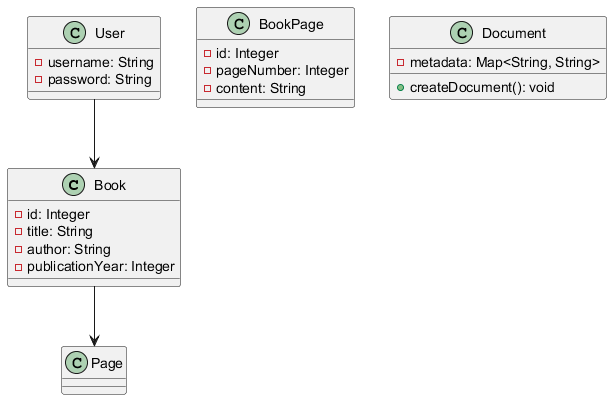 C User
username: String
password: String
C BookPage
id: Integer
pageNumber: Integer
content: String
C Document
metadata: Map<String, String>
createDocument(): void
C Book
id: Integer
title: String
author: String
publicationYear: Integer
C Page